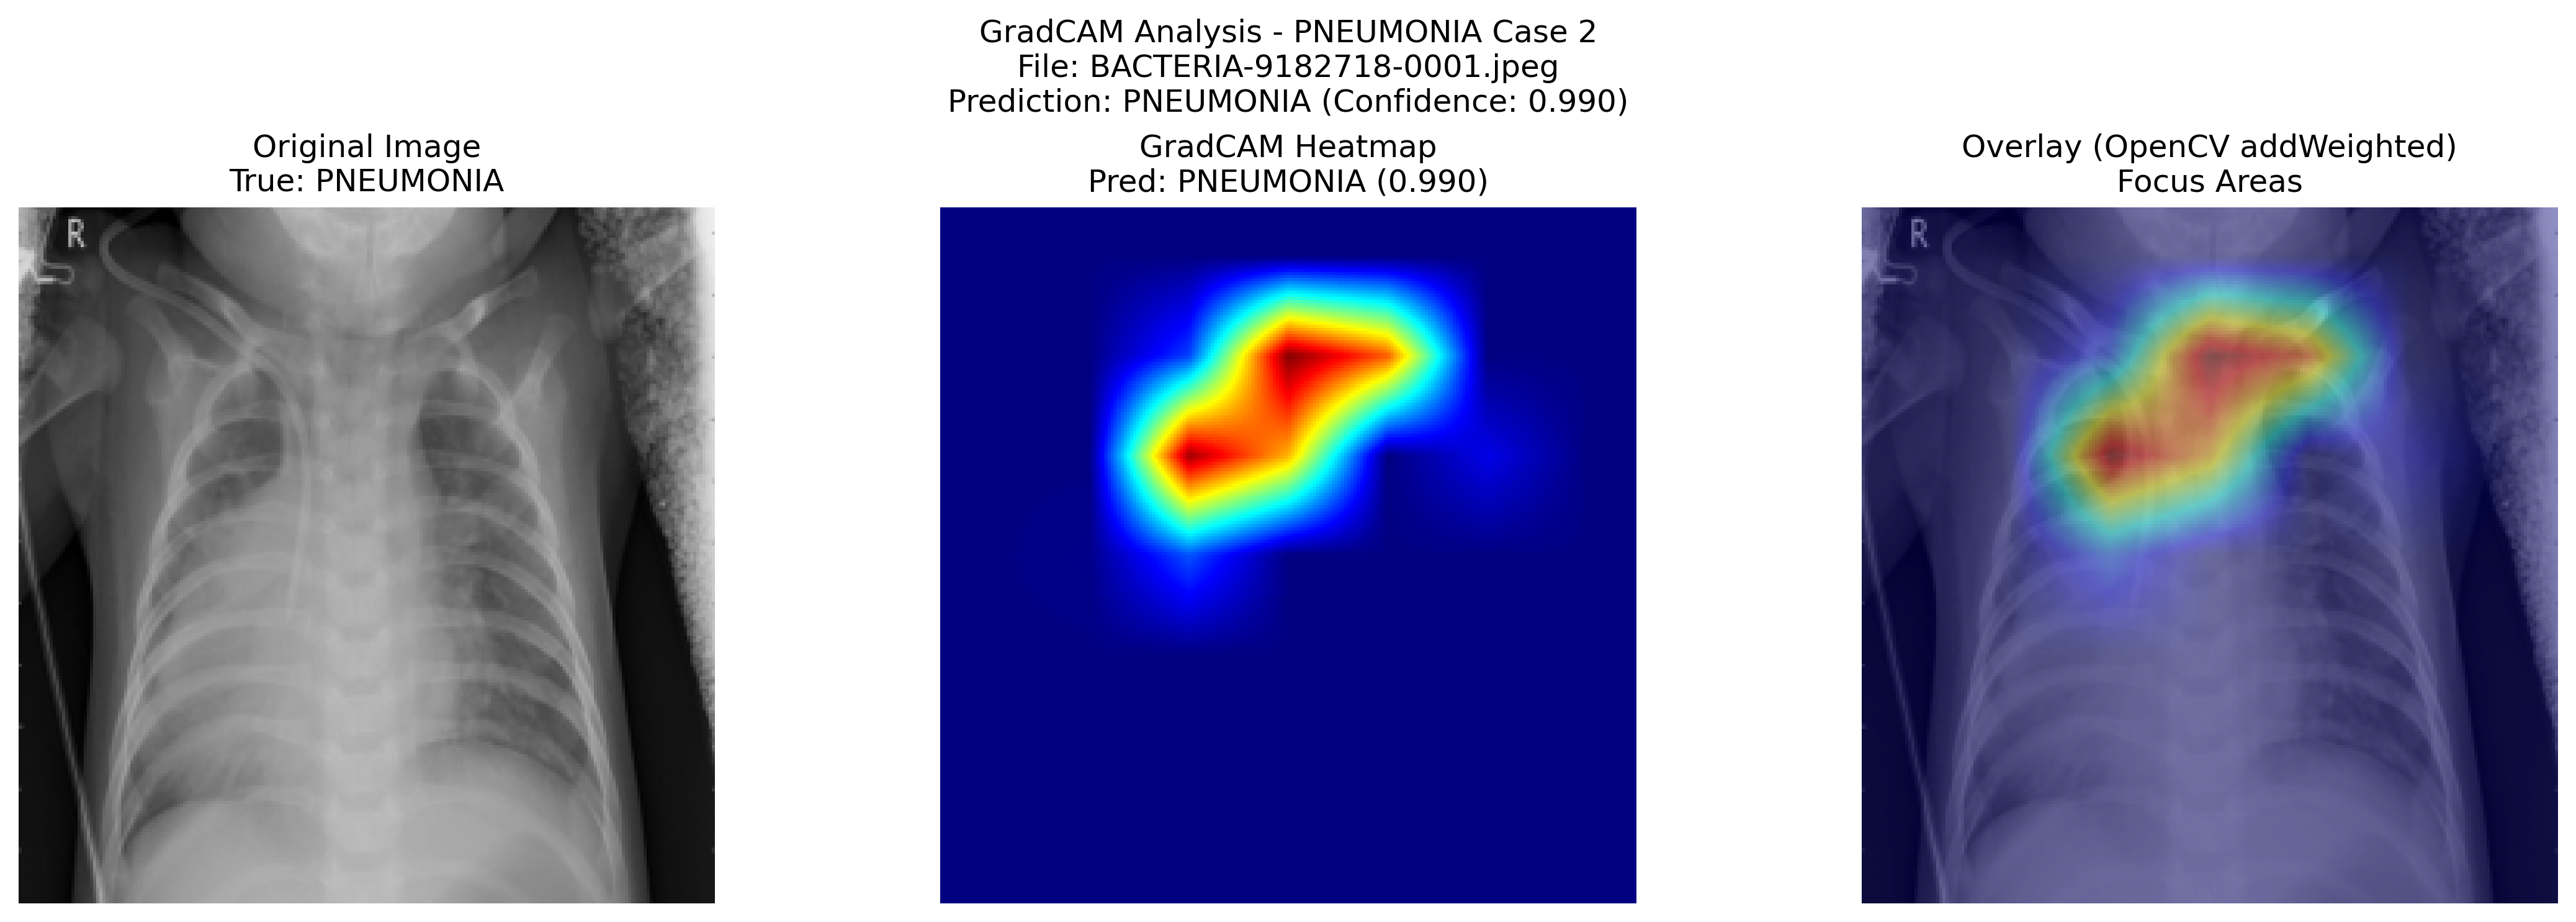 GradCAM Analysis - PNEUMONIA Case 2
File: BACTERIA-9182718-0001.jpeg
Prediction: PNEUMONIA (Confidence: 0.990)
Original Image
True: PNEUMONIA
GradCAM Heatmap
Pred: PNEUMONIA (0.990)
Overlay (OpenCV addWeighted)
Focus Areas
R
R